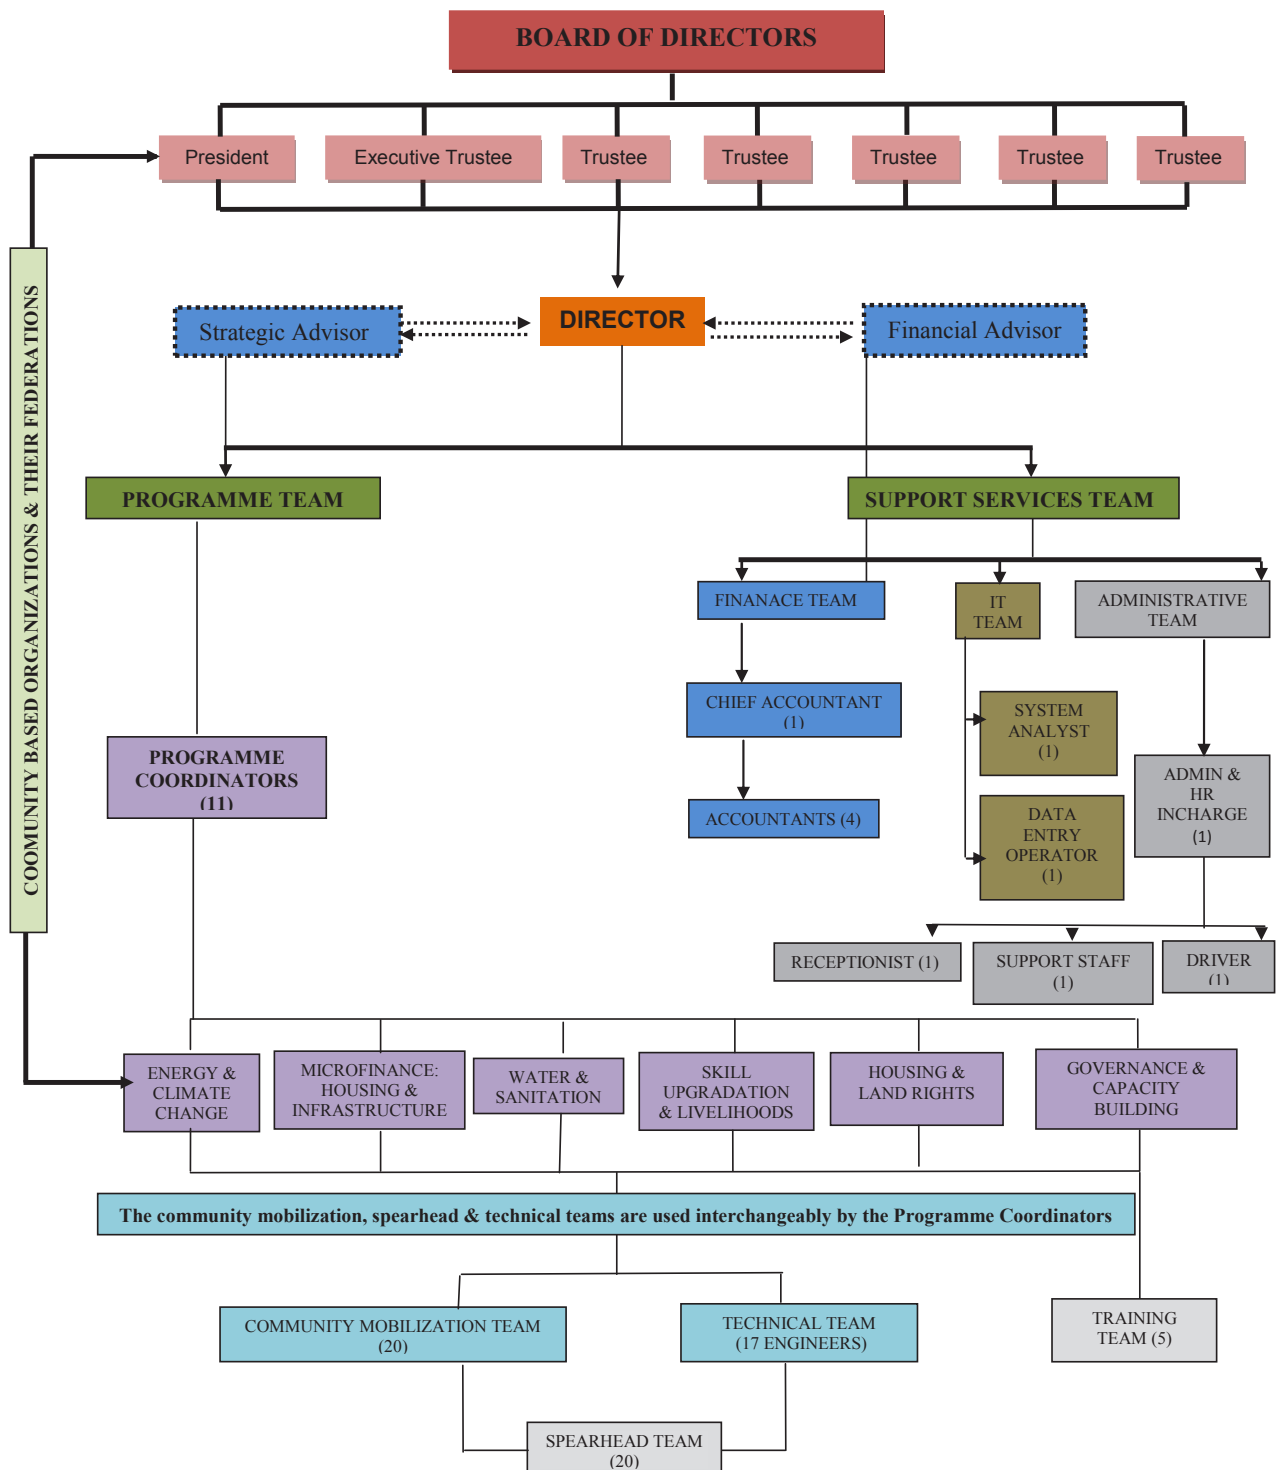 BOARD OF DIRECTORS
President
Executive Trustee
Trustee
Trustee
Trustee
Trustee
Trustee
COOMUNITY BASED ORGANIZATIONS & THEIR FEDERATIONS
Strategic Advisor
DIRECTOR
Financial Advisor
PROGRAMME TEAM
SUPPORT SERVICES TEAM
FINANACE TEAM
IT
TEAM
ADMINISTRATIVE
TEAM
CHIEF ACCOUNTANT
(1)
SYSTEM
ANALYST
(1)
PROGRAMME
COORDINATORS
(11)
ADMIN &
HR
INCHARGE
(1)
ACCOUNTANTS (4)
DATA
ENTRY
OPERATOR
(1)
RECEPTIONIST (1)
SUPPORT STAFF
(1)
DRIVER
(1)
ENERGY &
CLIMATE
CHANGE
MICROFINANCE:
HOUSING &
INFRASTRUCTURE
WATER &
SANITATION
SKILL
UPGRADATION
& LIVELIHOODS
HOUSING &
LAND RIGHTS
GOVERNANCE &
CAPACITY
BUILDING
The community mobilization, spearhead & technical teams are used interchangeably by the Programme Coordinators
COMMUNITY MOBILIZATION TEAM
(20)
TECHNICAL TEAM
(17 ENGINEERS)
TRAINING
TEAM (5)
SPEARHEAD TEAM
(20)